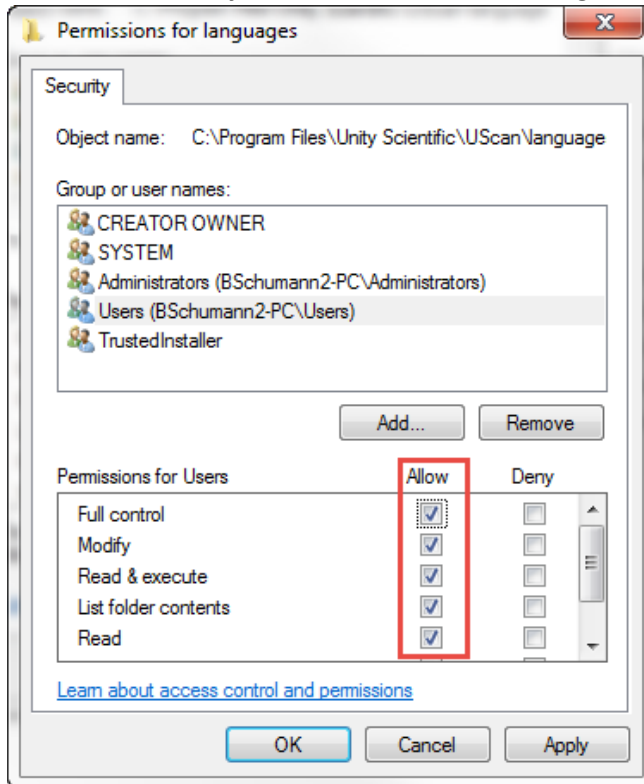 Permissions for languages
Security
Object name: C:\Program Files\Unity Scientific\UScan\language
Group or user names:
CREATOR OWNER
SYSTEM
Administrators (BSchumann2-PC\Administrators)
Users (BSchumann2-PC\Users)
TrustedInstaller
Add... Remove
Permissions for Users Allow Deny
Full control
Modify
Read & execute
List folder contents
Read
Learn about access control and permissions
OK Cancel Apply